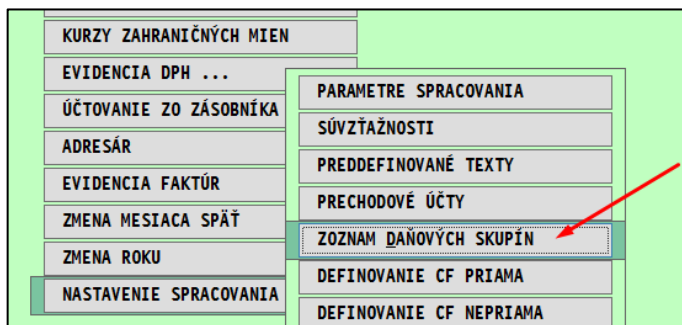 KURZY ZAHRANIČNÝCH MIEN
EVIDENCIA DPH ...
ÚČTOVANIE ZO ZÁSOBNÍKA
ADRESÁR
EVIDENCIA FAKTÚR
ZMENA MESIACA SPÄŤ
ZMENA ROKU
NASTAVENIE SPRACOVANIA
PARAMETRE SPRACOVANIA
SÚVZŤAŽNOSTI
PREDDEFINOVANÉ TEXTY
PRECHODOVÉ ÚČTY
ZOZNAM DAŇOVÝCH SKUPÍN
DEFINOVANIE CF PRIAMA
DEFINOVANIE CF NEPRIAMA